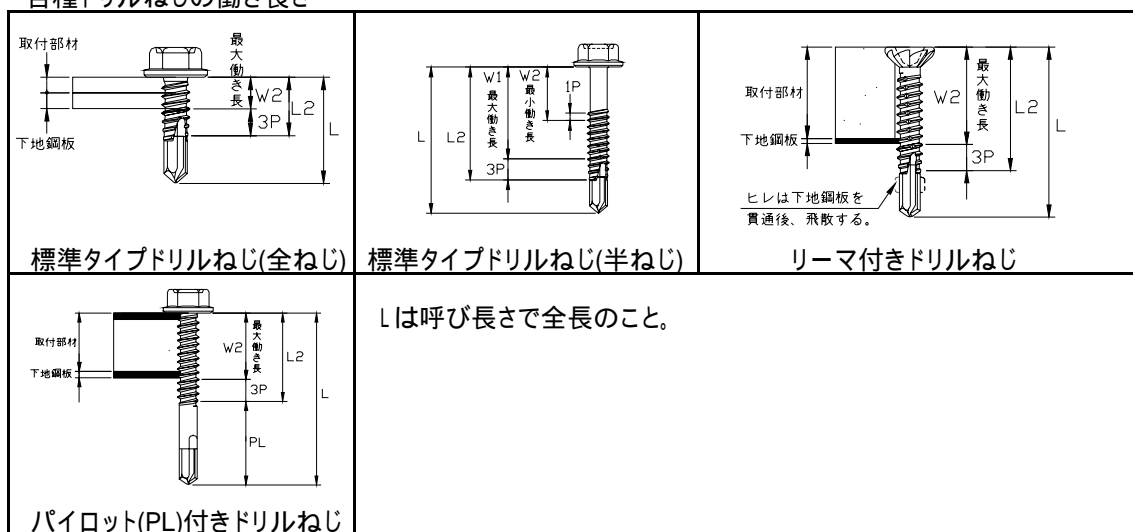 各種ドリルねじの働き長さ
取付部材
下地鋼板
最大働き長
W2
3P
L2
L
標準タイプドリルねじ(全ねじ)
W1
最大働き長
W2
最小働き長
1P
L
L2
3P
標準タイプドリルねじ(半ねじ)
取付部材
下地鋼板
W2
最大働き長
3P
L2
L
ヒレは下地鋼板を
貫通後、飛散する。
リーマ付きドリルねじ
取付部材
下地鋼板
W2
最大働き長
3P
L2
L
PL
パイロット(PL)付きドリルねじ
Lは呼び長さで全長のこと。